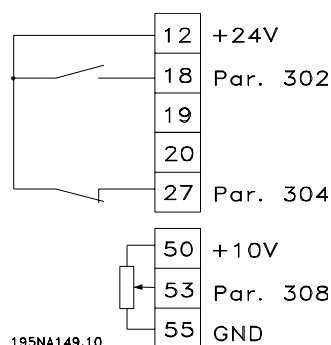 12 +24V
18 Par. 302
19
20
27 Par. 304
50 +10V
53 Par. 308
55 GND
195NA149.10